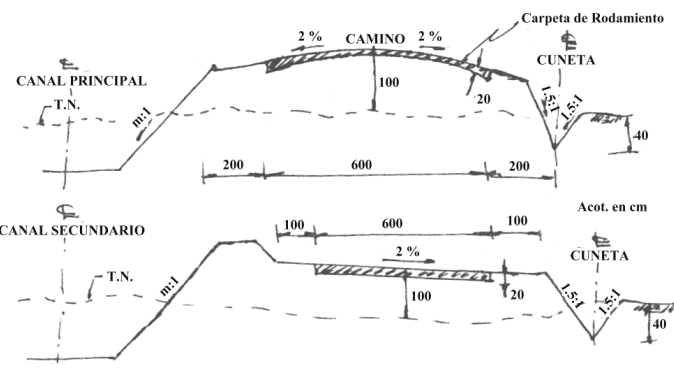 Carpeta de Rodamiento
2 %
CAMINO
2 %
C͟L
CUNETA
C͟L
CANAL PRINCIPAL
T.N.
m:1
100
20
1.5:1
1.5:1
40
200
600
200
Acot. en cm
C͟L
CANAL SECUNDARIO
100
600
100
2 %
C͟L
CUNETA
T.N.
m:1
100
20
1.5:1
1.5:1
40